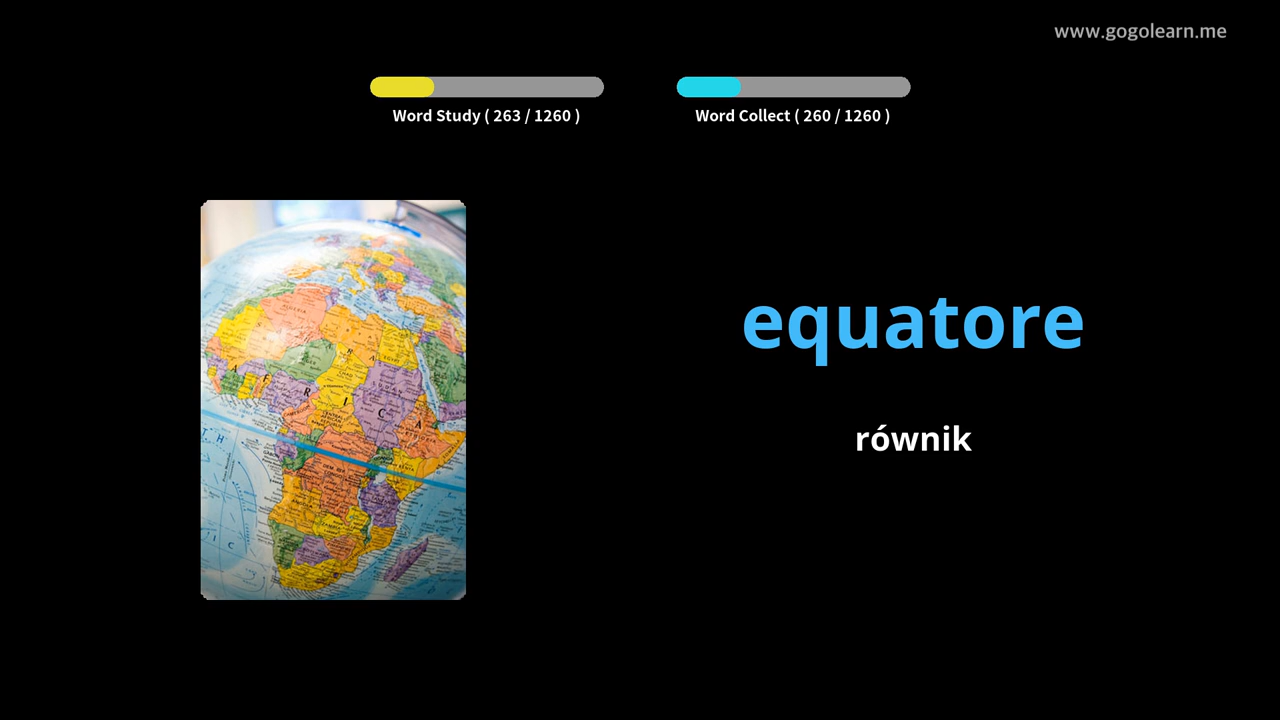 www.gogolearn.me
Word Study ( 263 / 1260 )
Word Collect ( 260 / 1260 )
equatore
równik
A F R I C A